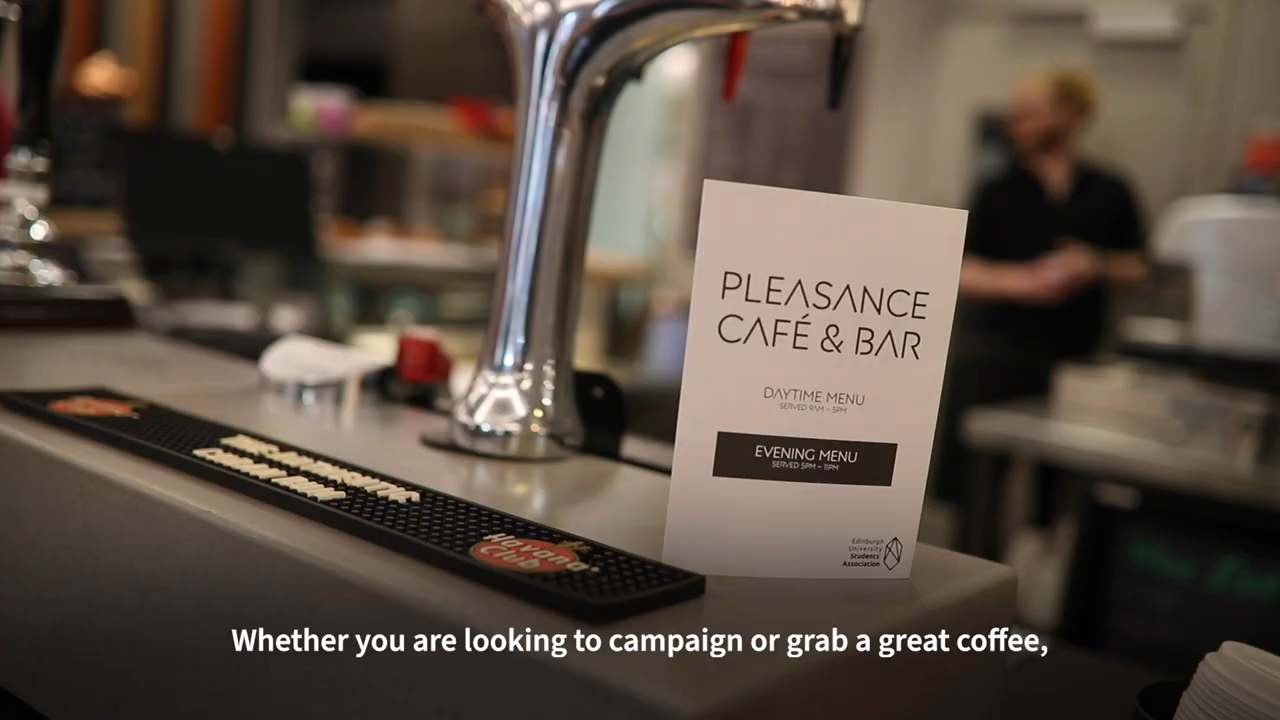 PLEASANCE
CAFÉ & BAR
DAYTIME MENU
SERVED 9AM – 5PM
EVENING MENU
SERVED 5PM – 11PM
Edinburgh
University
Students'
Association
Havana
Club
Whether you are looking to campaign or grab a great coffee,